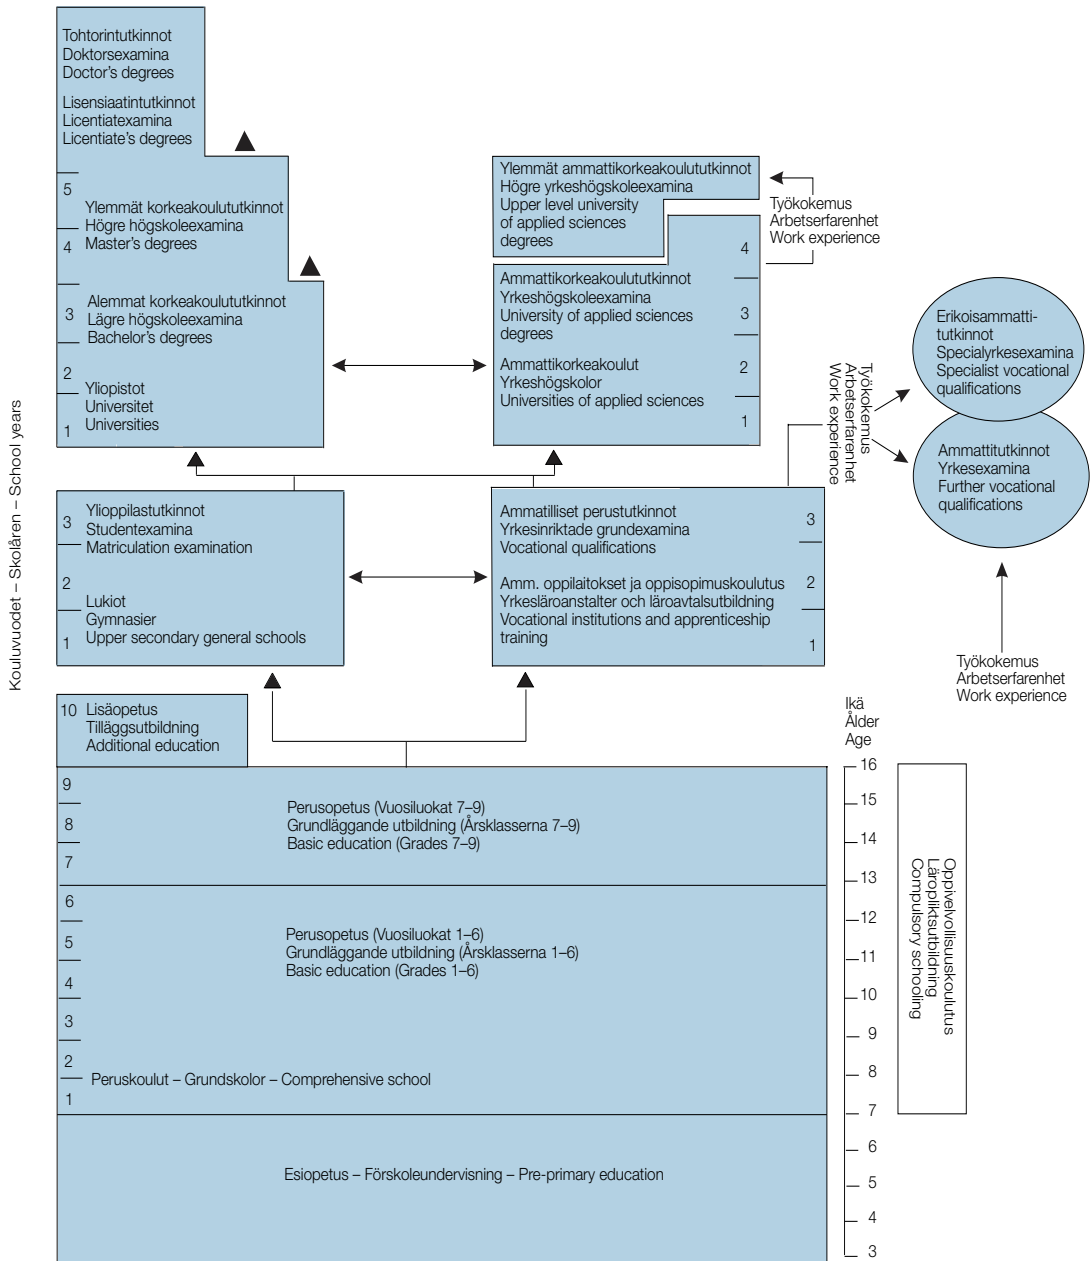 Kouluvuodet – Skolåren – School years
Tohtorintutkinnot
Doktorsexamina
Doctor's degrees
Lisensiaatintutkinnot
Licentiatexamina
Licentiate's degrees
5
Ylemmät korkeakoulututkinnot
Högre högskoleexamina
4 Master's degrees
3 Alemmat korkeakoulututkinnot
Lägre högskoleexamina
Bachelor's degrees
2
Yliopistot
Universitet
1 Universities
Ylemmät ammattikorkeakoulututkinnot
Högre yrkeshögskoleexamina
Upper level university
of applied sciences
degrees
Työkokemus
Arbetserfarenhet
Work experience
4
Ammattikorkeakoulututkinnot
Yrkeshögskoleexamina
University of applied sciences 3
degrees
Ammattikorkeakoulut 2
Yrkeshögskolor
Universities of applied sciences
1
Työkokemus
Arbetserfarenhet
Work experience
Erikoisammatti-
tutkinnot
Specialyrkesexamina
Specialist vocational
qualifications
Ammattitutkinnot
Yrkesexamina
Further vocational
qualifications
Työkokemus
Arbetserfarenhet
Work experience
Ylioppilastutkinnot
3 Studentexamina
Matriculation examination
2
Lukiot
Gymnasier
1 Upper secondary general schools
Ammatilliset perustutkinnot
Yrkesinriktade grundexamina 3
Vocational qualifications
Amm. oppilaitokset ja oppisopimuskoulutus 2
Yrkesläroanstalter och läroavtalsutbildning
Vocational institutions and apprenticeship
training 1
10 Lisäopetus
Tilläggsutbildning
Additional education
9
8
7
Perusopetus (Vuosiluokat 7–9)
Grundläggande utbildning (Årsklasserna 7–9)
Basic education (Grades 7–9)
6
5
4
3
2
1
Perusopetus (Vuosiluokat 1–6)
Grundläggande utbildning (Årsklasserna 1–6)
Basic education (Grades 1–6)
Peruskoulut – Grundskolor – Comprehensive school
Esiopetus – Förskoleundervisning – Pre-primary education
Ikä
Ålder
Age
16
15
14
13
12
11
10
9
8
7
6
5
4
3
Oppivelvollisuuskoulutus
Läropliktsutbildning
Compulsory schooling